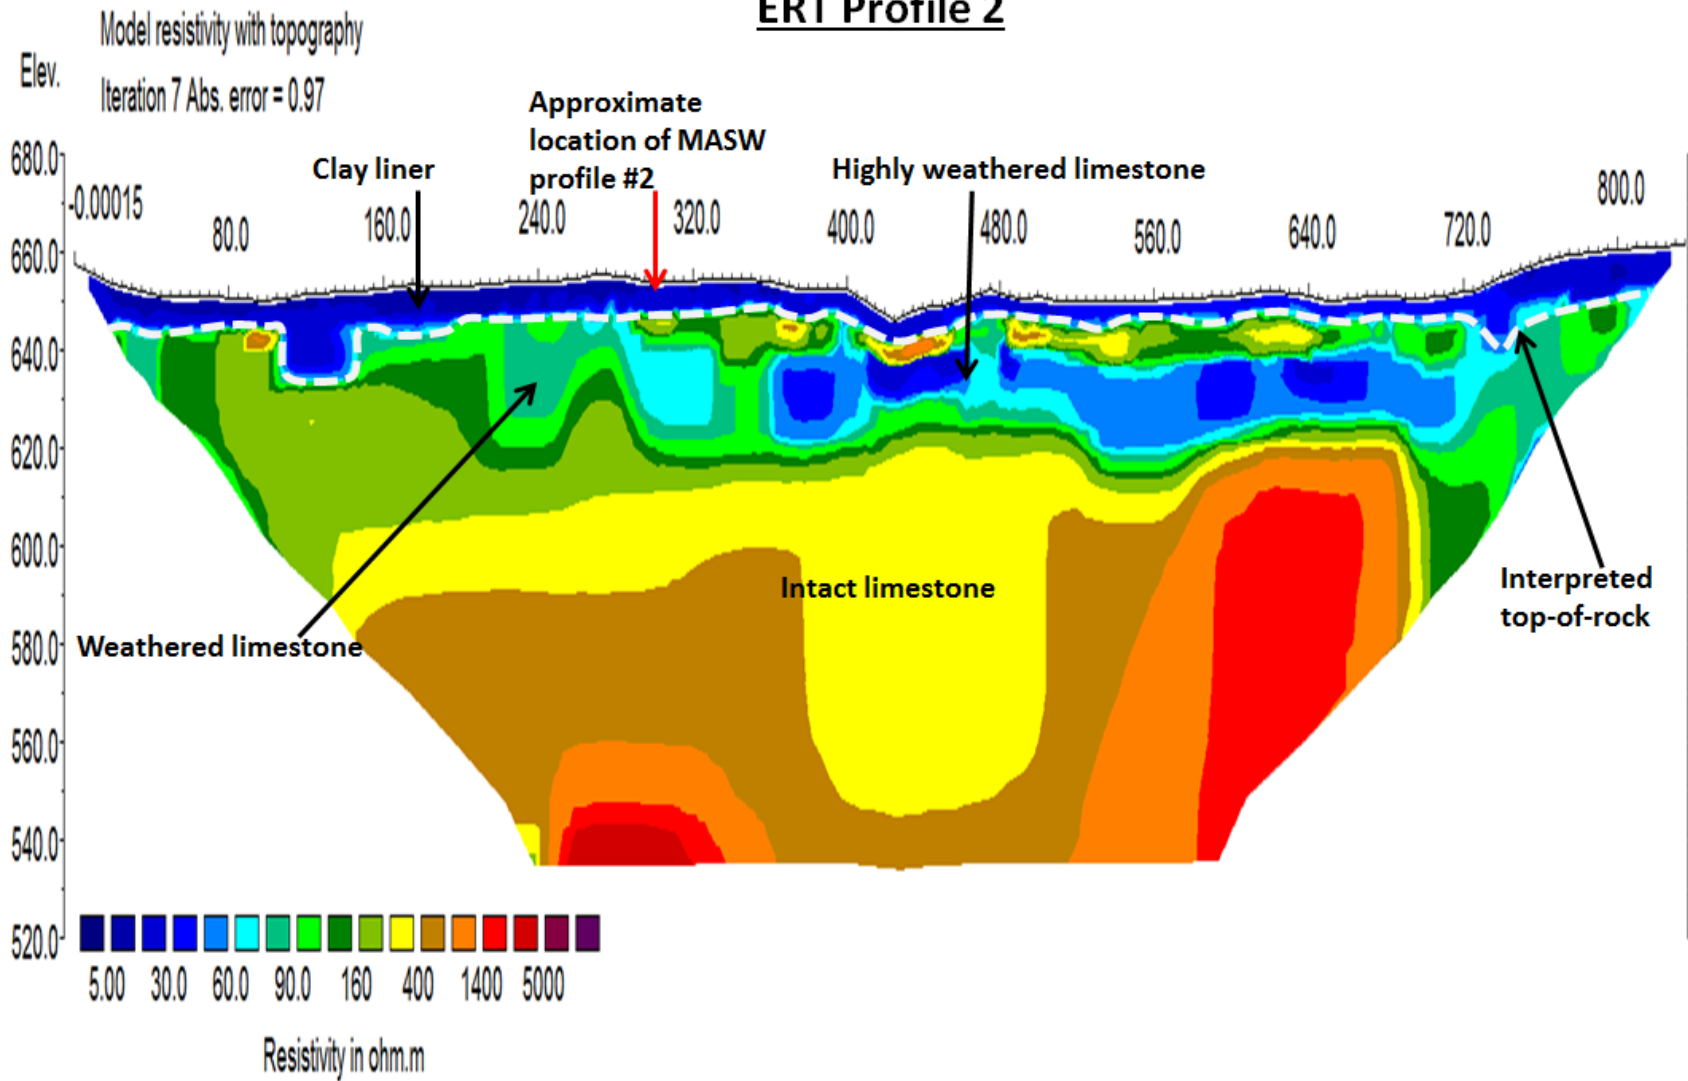 ERT Profile 2
Model resistivity with topography
Elev.
Iteration 7 Abs. error = 0.97
Approximate
location of MASW
profile #2
Clay liner
Highly weathered limestone
680.0
-0.00015
80.0
160.0
240.0
320.0
400.0
480.0
560.0
640.0
720.0
800.0
660.0
640.0
620.0
600.0
580.0
560.0
540.0
520.0
Intact limestone
Interpreted
top-of-rock
Weathered limestone
5.00 30.0 60.0 90.0 160 400 1400 5000
Resistivity in ohm.m